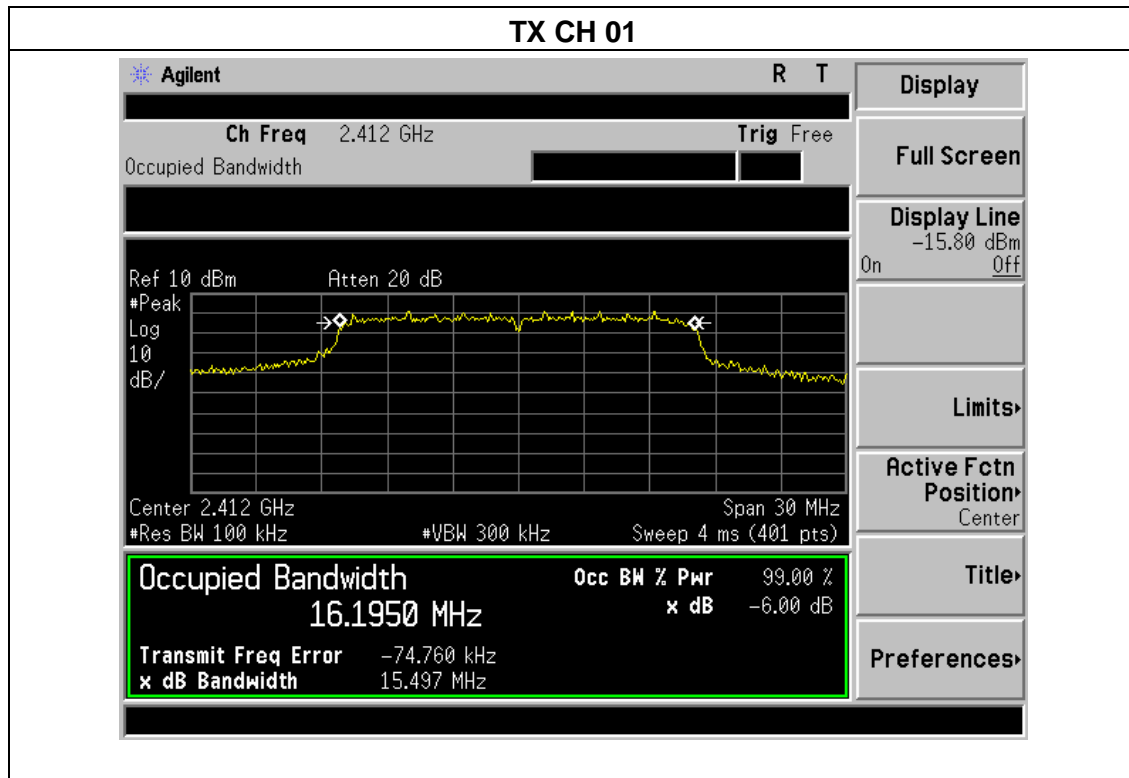 TX CH 01
Agilent R T
Ch Freq 2.412 GHz Trig Free
Occupied Bandwidth
Ref 10 dBm Atten 20 dB
#Peak
Log
10
dB/
Center 2.412 GHz Span 30 MHz
#Res BW 100 kHz #VBW 300 kHz Sweep 4 ms (401 pts)
Occupied Bandwidth Occ BW % Pwr 99.00 %
16.1950 MHz x dB -6.00 dB
Transmit Freq Error -74.760 kHz
x dB Bandwidth 15.497 MHz
Display
Full Screen
Display Line
-15.80 dBm
On Off
Limits
Active Fctn
Position
Center
Title
Preferences